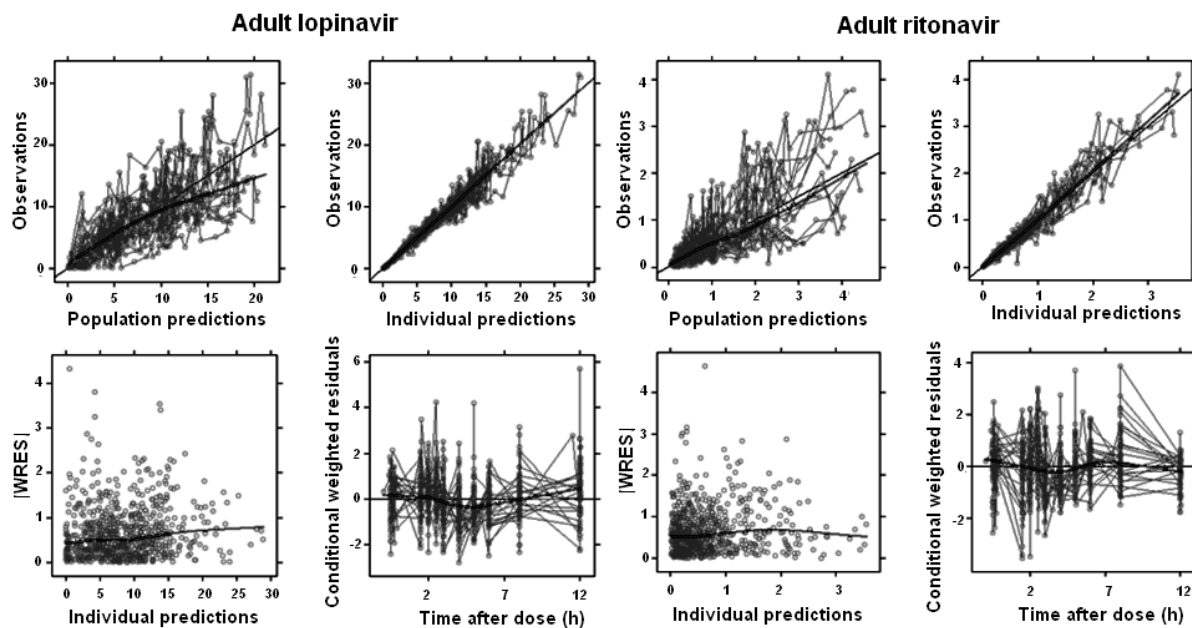 Adult lopinavir
Adult ritonavir
30
20
10
0
Observations
0 5 10 15 20
Population predictions
30
20
10
0
Observations
0 5 10 15 20 25 30
Individual predictions
4
3
2
1
0
Observations
0 1 2 3 4
Population predictions
4
3
2
1
0
Observations
0 1 2 3
Individual predictions
4
3
2
1
0
|WRES|
0 5 10 15 20 25 30
Individual predictions
6
4
2
0
-2
Conditional weighted residuals
2 7 12
Time after dose (h)
4
3
2
1
0
|WRES|
0 1 2 3
Individual predictions
4
2
0
-2
Conditional weighted residuals
2 7 12
Time after dose (h)